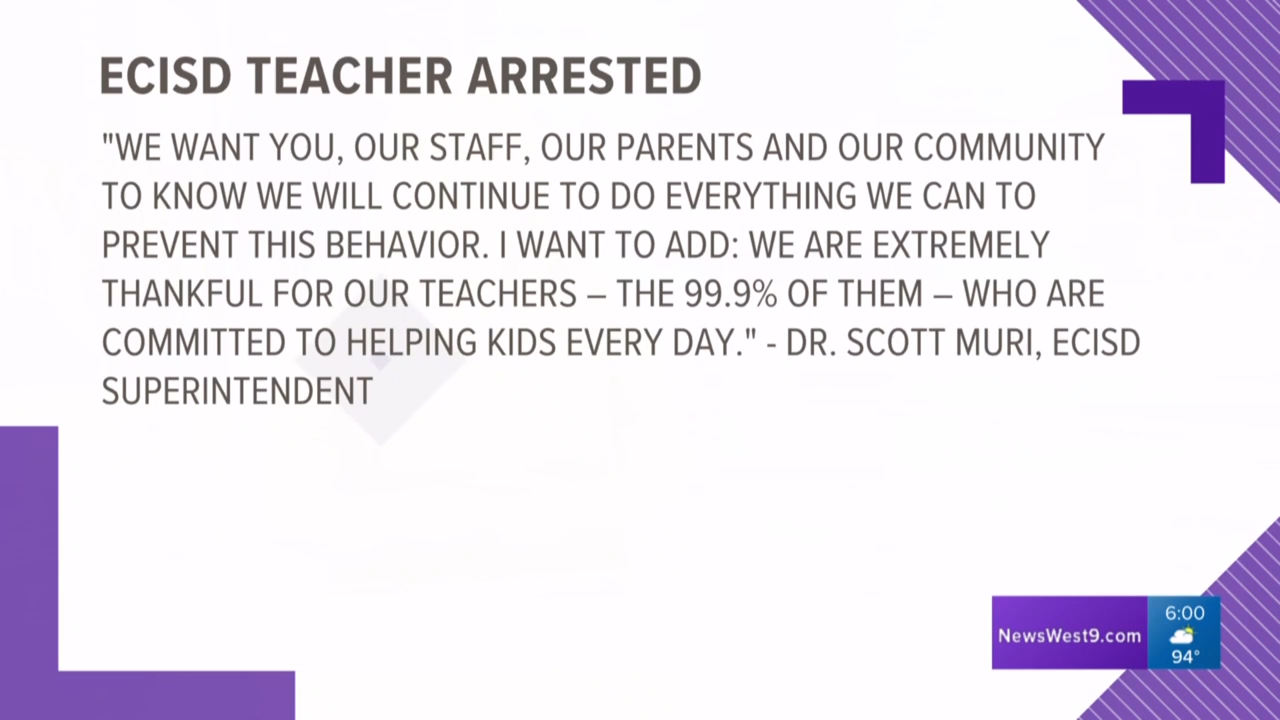 ECISD TEACHER ARRESTED
"WE WANT YOU, OUR STAFF, OUR PARENTS AND OUR COMMUNITY
TO KNOW WE WILL CONTINUE TO DO EVERYTHING WE CAN TO
PREVENT THIS BEHAVIOR. I WANT TO ADD: WE ARE EXTREMELY
THANKFUL FOR OUR TEACHERS – THE 99.9% OF THEM – WHO ARE
COMMITTED TO HELPING KIDS EVERY DAY." - DR. SCOTT MURI, ECISD
SUPERINTENDENT
NewsWest9.com
6:00
94°